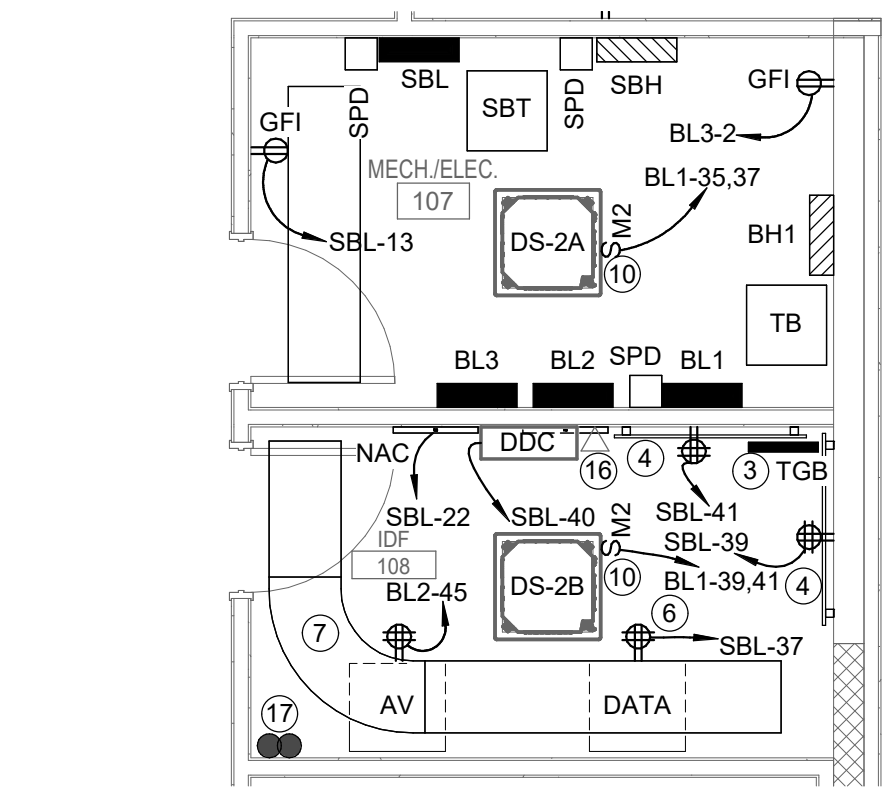 SBL
SBH
GFI
SPD
SBT
SPD
GFI
BL3-2
MECH./ELEC.
107
BL1-35,37
SBL-13
DS-2A
S M2
10
BH1
TB
BL3
BL2
SPD
BL1
NAC
DDC
16
4
3
TGB
SBL-22
SBL-40
SBL-41
IDF
108
S M2
SBL-39
BL2-45
DS-2B
10
BL1-39,41
4
7
6
SBL-37
AV
DATA
17